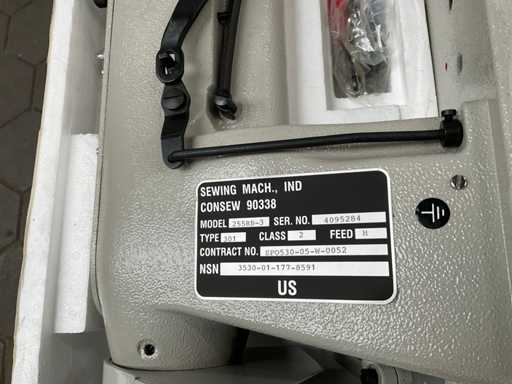 SEWING MACH., IND
CONSEW 90338
MODEL 255RB-3 SER. NO. 4095284
TYPE 301 CLASS 2 FEED H
CONTRACT NO. SPO530-05-W-0052
NSN 3530-01-177-8591
US